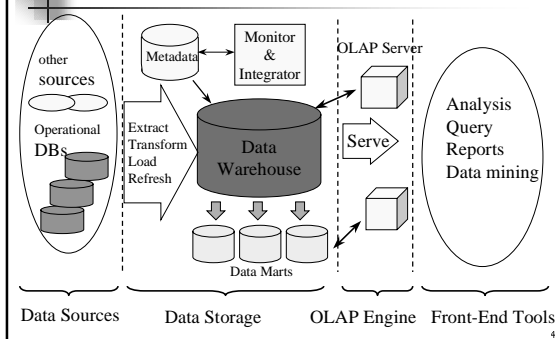 other
sources
Operational
DBs
Extract
Transform
Load
Refresh
Metadata
Monitor
&
Integrator
Data
Warehouse
Data Marts
OLAP Server
Serve
Analysis
Query
Reports
Data mining
Data Sources
Data Storage
OLAP Engine
Front-End Tools
4